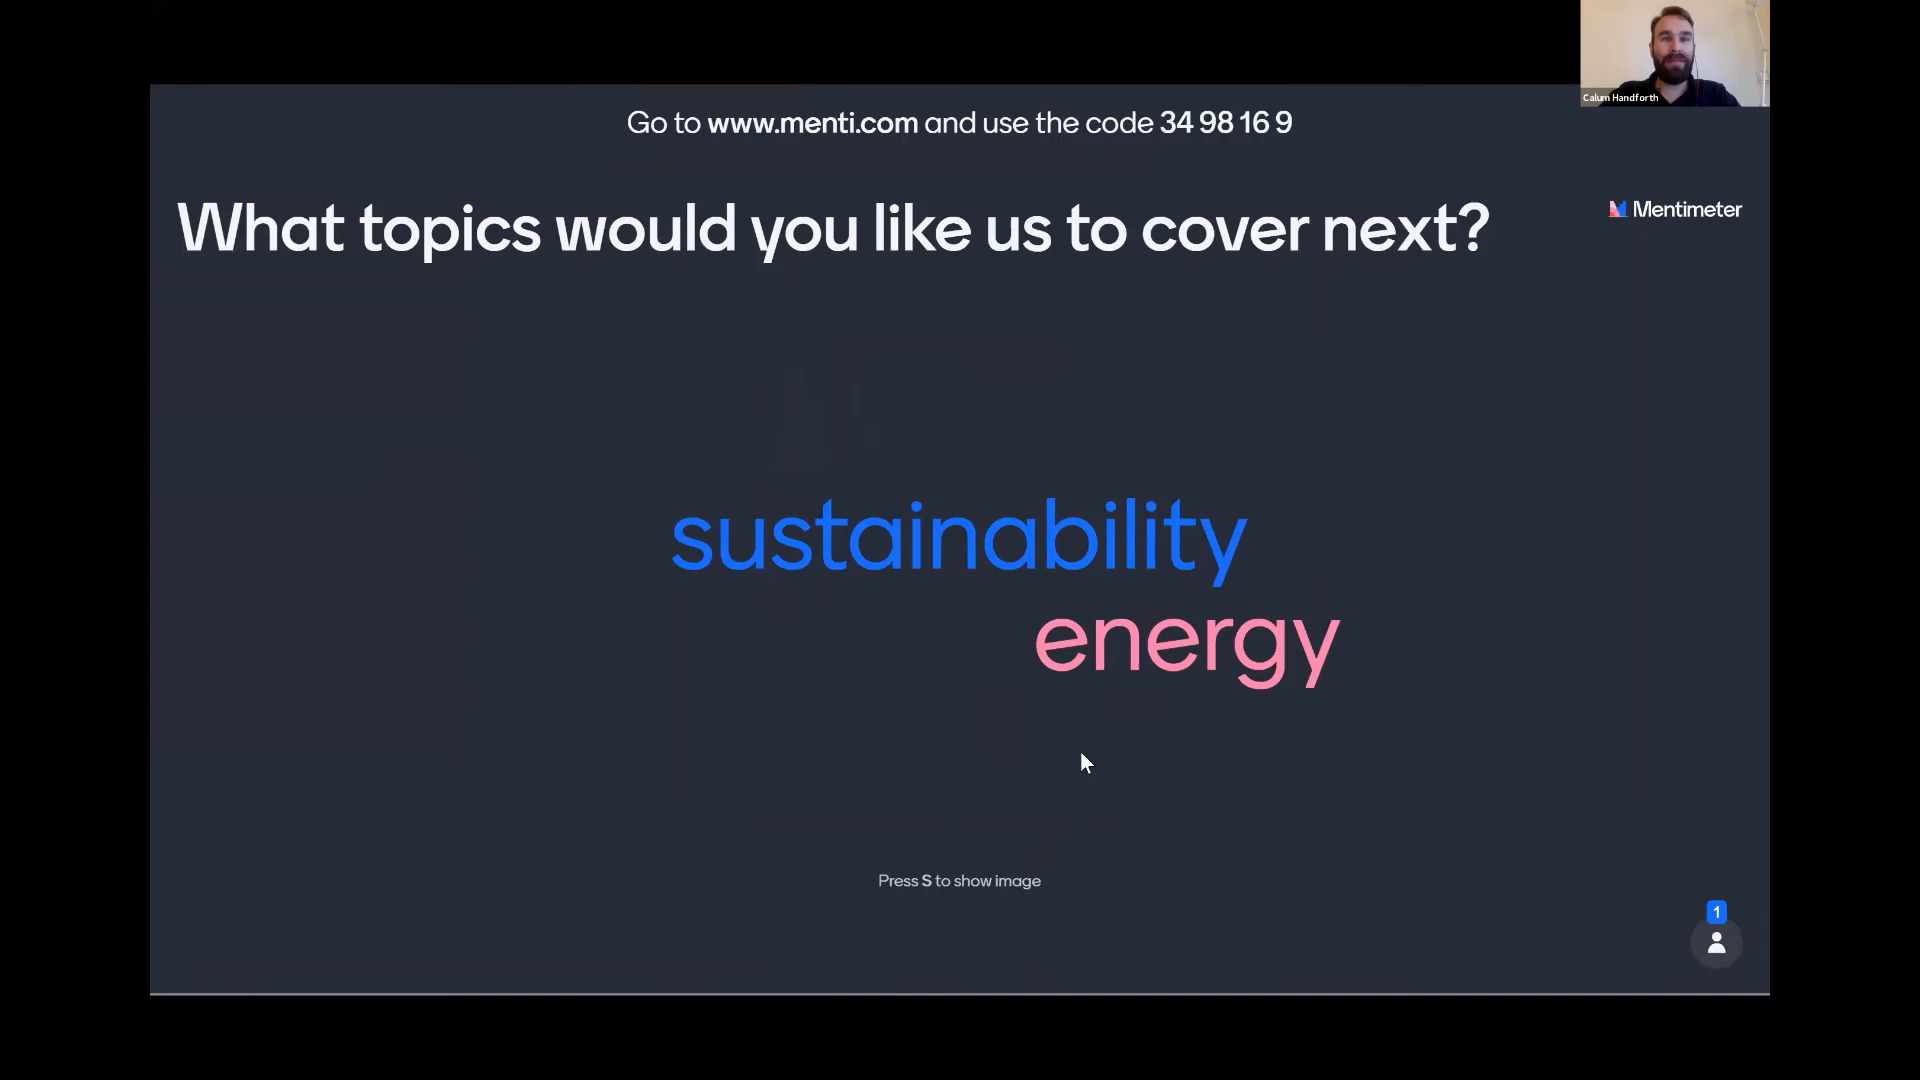 Calum Handforth
Go to www.menti.com and use the code 34 98 16 9
What topics would you like us to cover next?
Mentimeter
sustainability
energy
Press S to show image
1